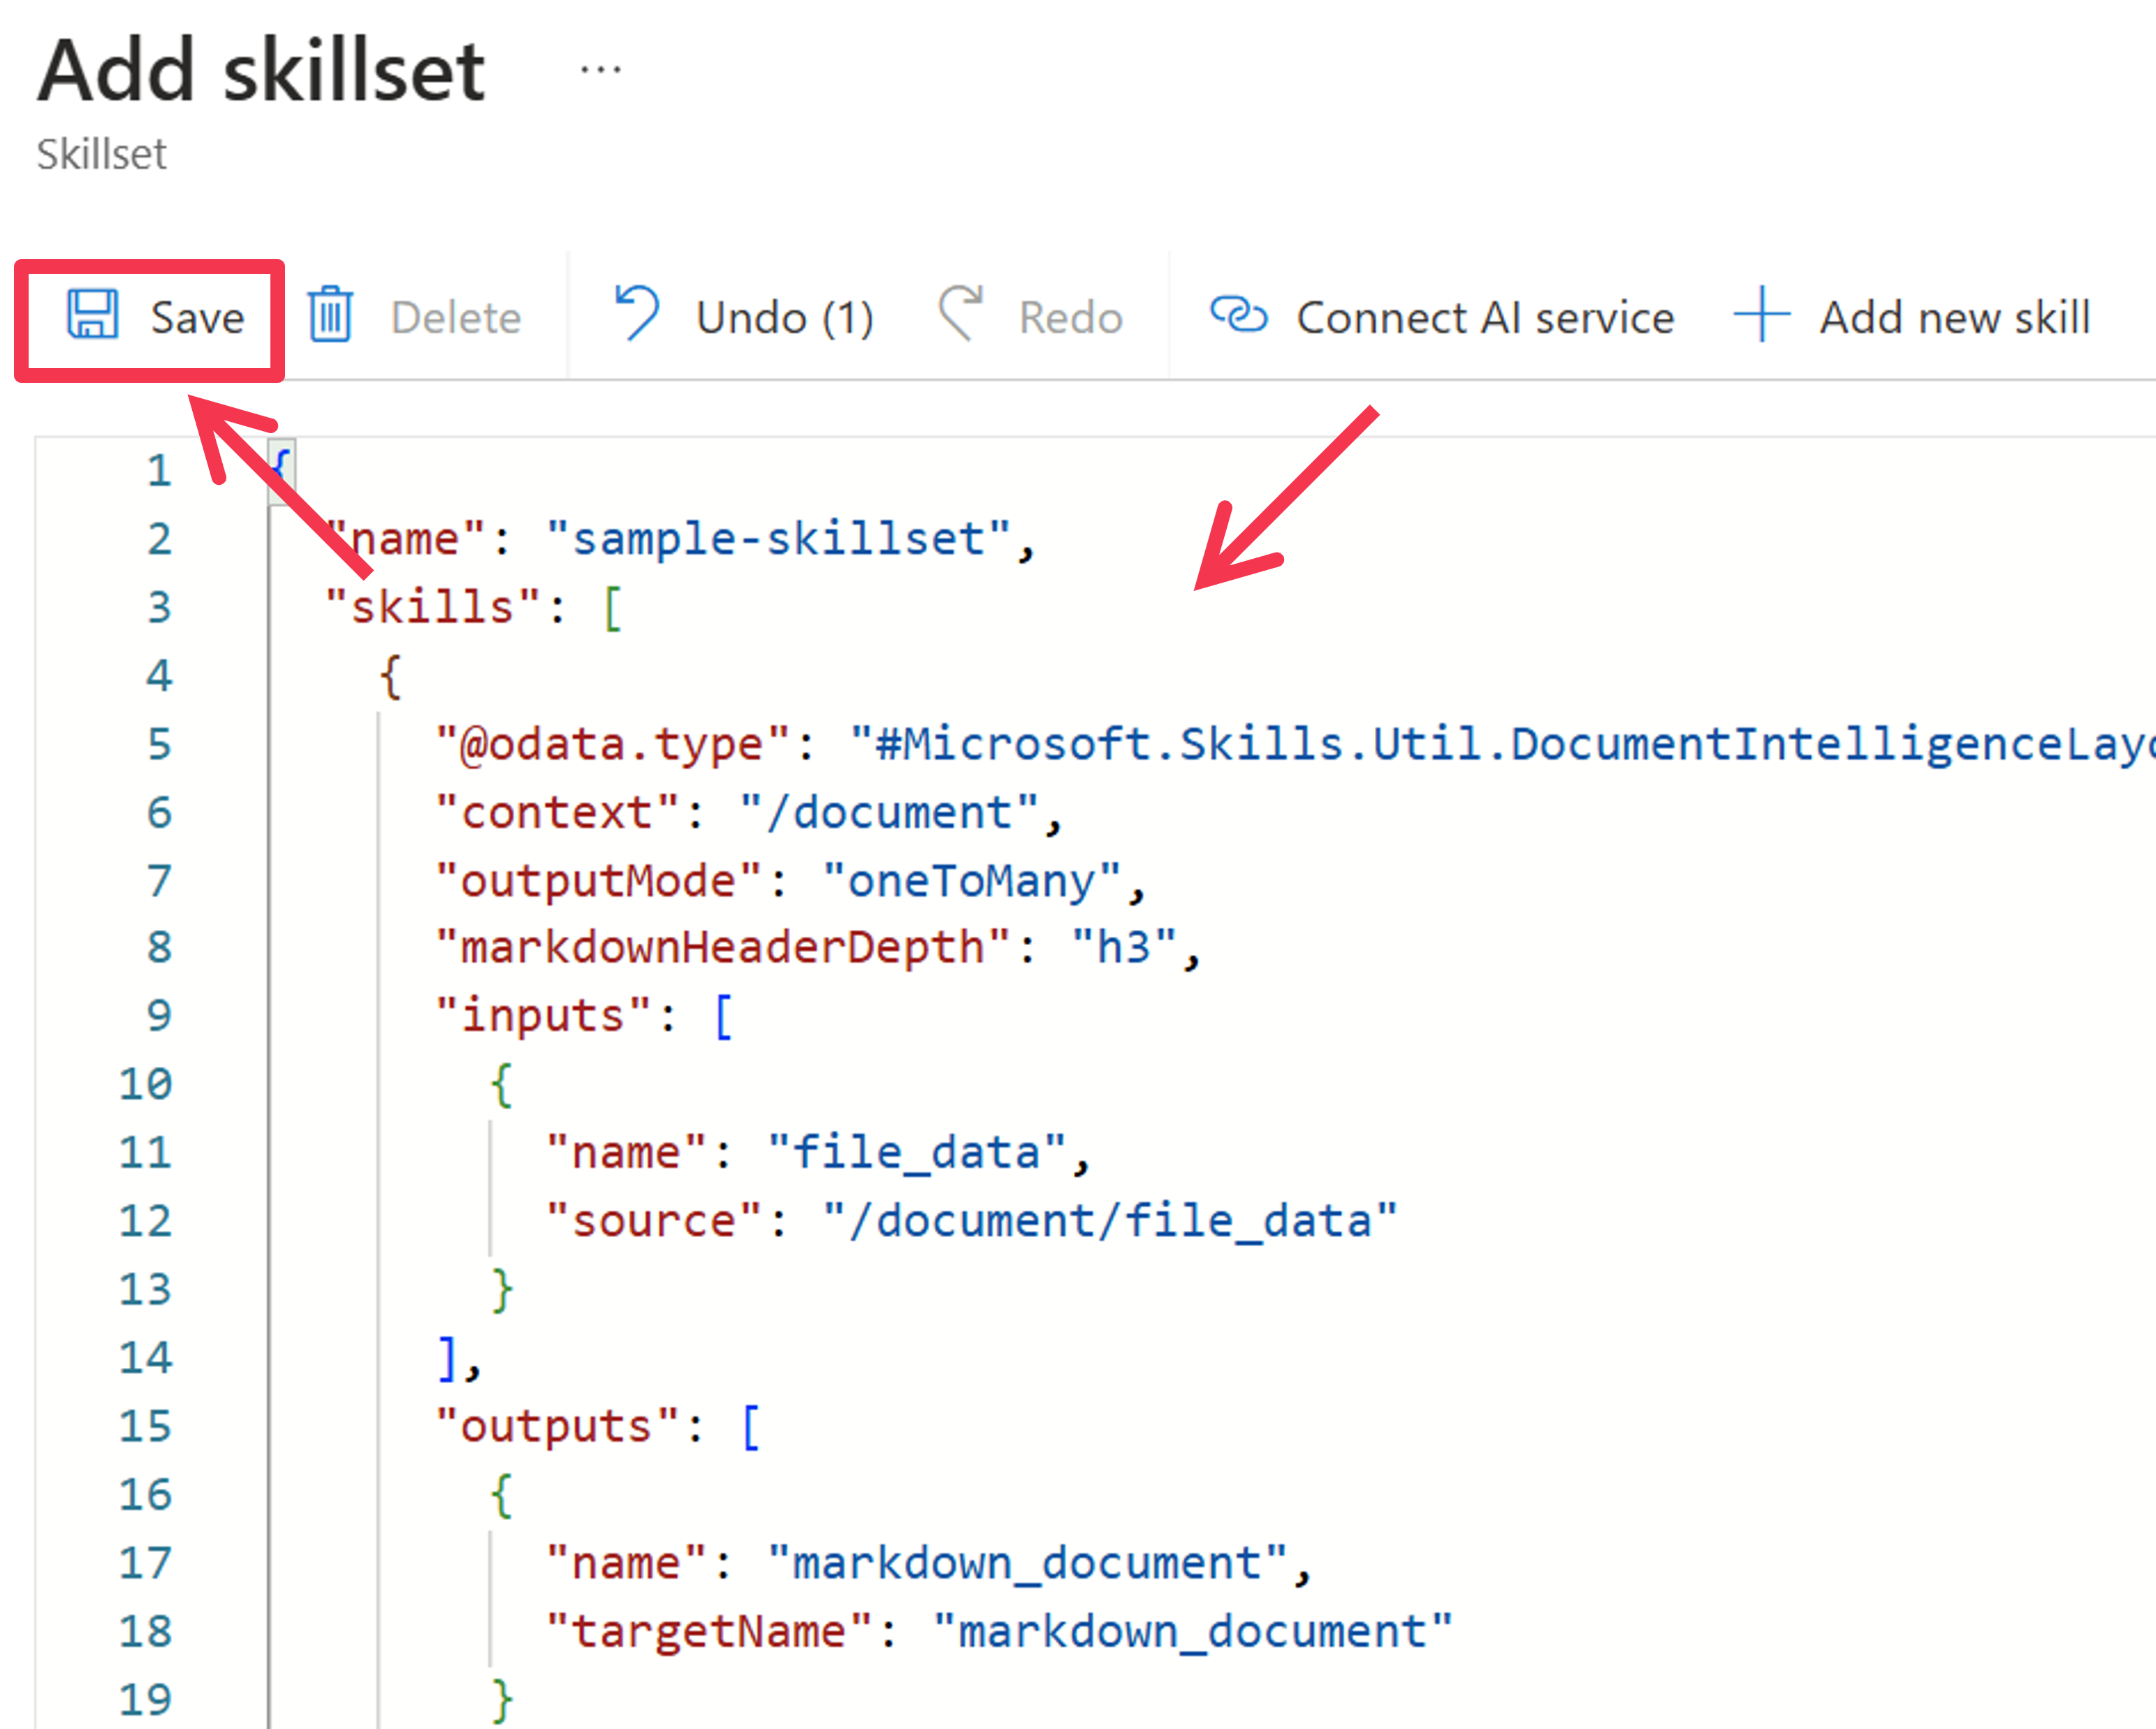 Add skillset ...
Skillset
Save Delete Undo (1) Redo Connect AI service Add new skill
1 {
2 "name": "sample-skillset",
3 "skills": [
4 {
5 "@odata.type": "#Microsoft.Skills.Util.DocumentIntelligenceLay
6 "context": "/document",
7 "outputMode": "oneToMany",
8 "markdownHeaderDepth": "h3",
9 "inputs": [
10 {
11 "name": "file_data",
12 "source": "/document/file_data"
13 }
14 ],
15 "outputs": [
16 {
17 "name": "markdown_document",
18 "targetName": "markdown_document"
19 }